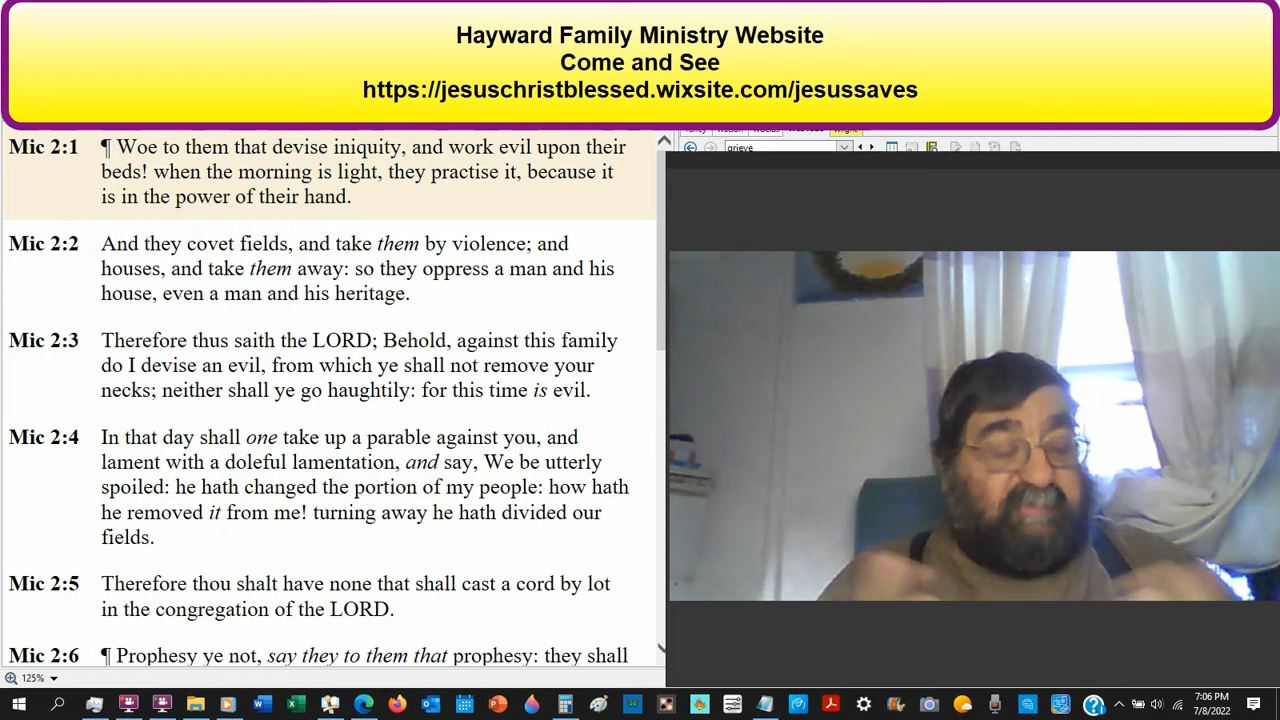 Hayward Family Ministry Website
Come and See
https://jesuschristblessed.wixsite.com/jesussaves
Mic 2:1 ¶ Woe to them that devise iniquity, and work evil upon their
beds! when the morning is light, they practise it, because it
is in the power of their hand.
Mic 2:2 And they covet fields, and take them by violence; and
houses, and take them away: so they oppress a man and his
house, even a man and his heritage.
Mic 2:3 Therefore thus saith the LORD; Behold, against this family
do I devise an evil, from which ye shall not remove your
necks; neither shall ye go haughtily: for this time is evil.
Mic 2:4 In that day shall one take up a parable against you, and
lament with a doleful lamentation, and say, We be utterly
spoiled: he hath changed the portion of my people: how hath
he removed it from me! turning away he hath divided our
fields.
Mic 2:5 Therefore thou shalt have none that shall cast a cord by lot
in the congregation of the LORD.
Mic 2:6 ¶ Prophesy ye not, say they to them that prophesy: they shall
grieve
125%
7:06 PM
7/8/2022